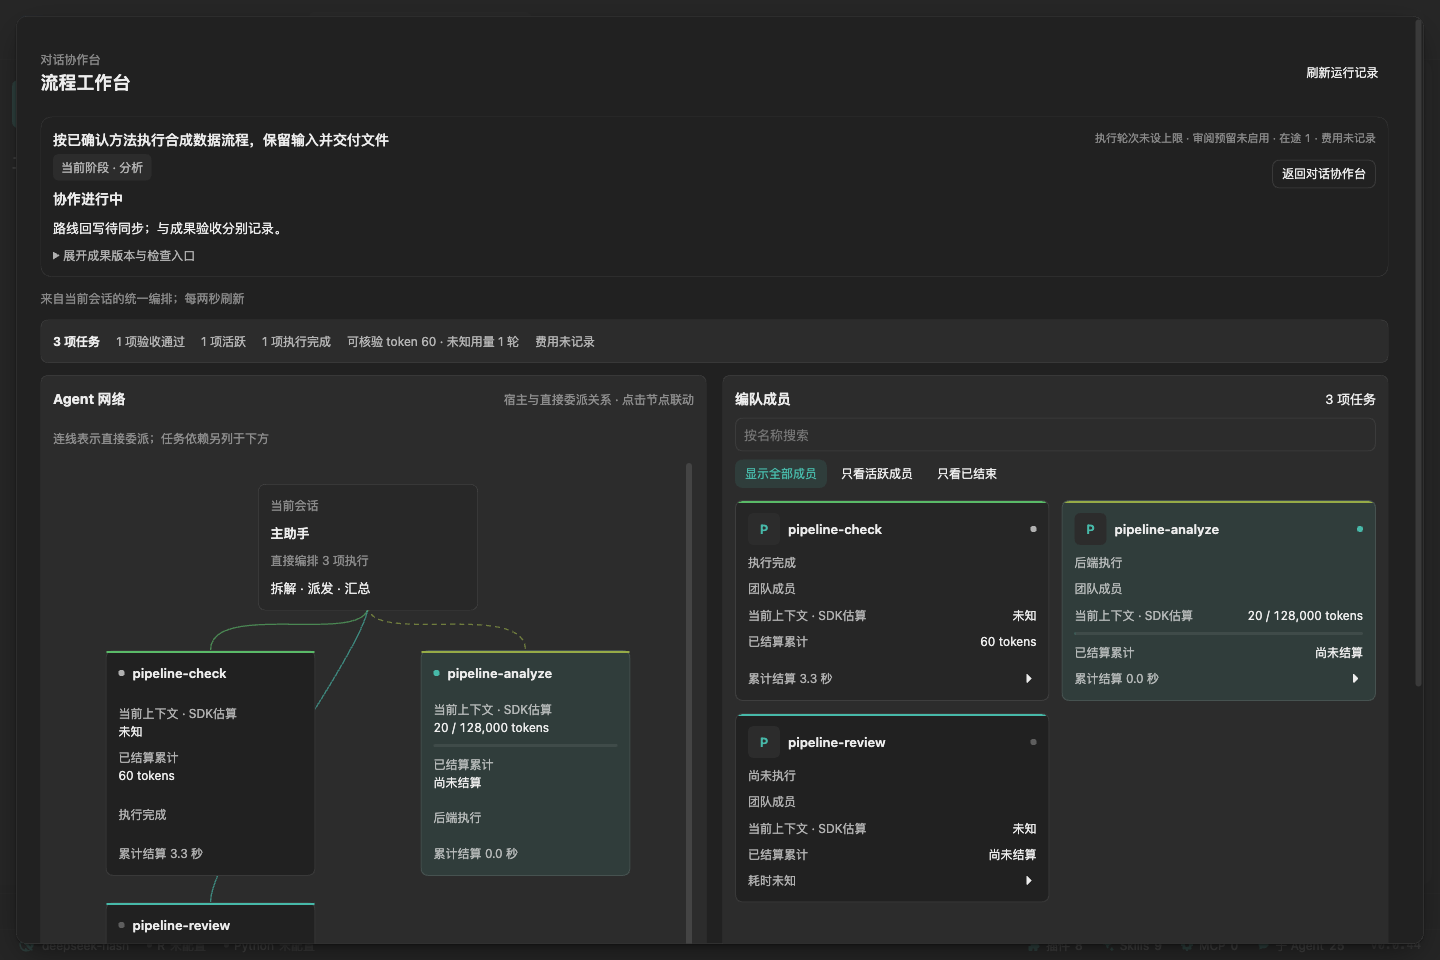 对话协作台
流程工作台
刷新运行记录
按已确认方法执行合成数据流程，保留输入并交付文件
执行轮次未设上限 · 审阅预留未启用 · 在途 1 · 费用未记录
当前阶段 · 分析
返回对话协作台
协作进行中
路线回写待同步；与成果验收分别记录。
展开成果版本与检查入口
来自当前会话的统一编排；每两秒刷新
3 项任务 1 项验收通过 1 项活跃 1 项执行完成 可核验 token 60 · 未知用量 1 轮 费用未记录
Agent 网络
宿主与直接委派关系 · 点击节点联动
连线表示直接委派；任务依赖另列于下方
当前会话
主助手
直接编排 3 项执行
拆解 · 派发 · 汇总
pipeline-check
当前上下文 · SDK估算
未知
已结算累计
60 tokens
执行完成
累计结算 3.3 秒
pipeline-analyze
当前上下文 · SDK估算
20 / 128,000 tokens
已结算累计
尚未结算
后端执行
累计结算 0.0 秒
pipeline-review
编队成员
3 项任务
按名称搜索
显示全部成员 只看活跃成员 只看已结束
P pipeline-check
执行完成
团队成员
当前上下文 · SDK估算 未知
已结算累计 60 tokens
累计结算 3.3 秒
P pipeline-analyze
后端执行
团队成员
当前上下文 · SDK估算 20 / 128,000 tokens
已结算累计 尚未结算
累计结算 0.0 秒
P pipeline-review
尚未执行
团队成员
当前上下文 · SDK估算 未知
已结算累计 尚未结算
耗时未知